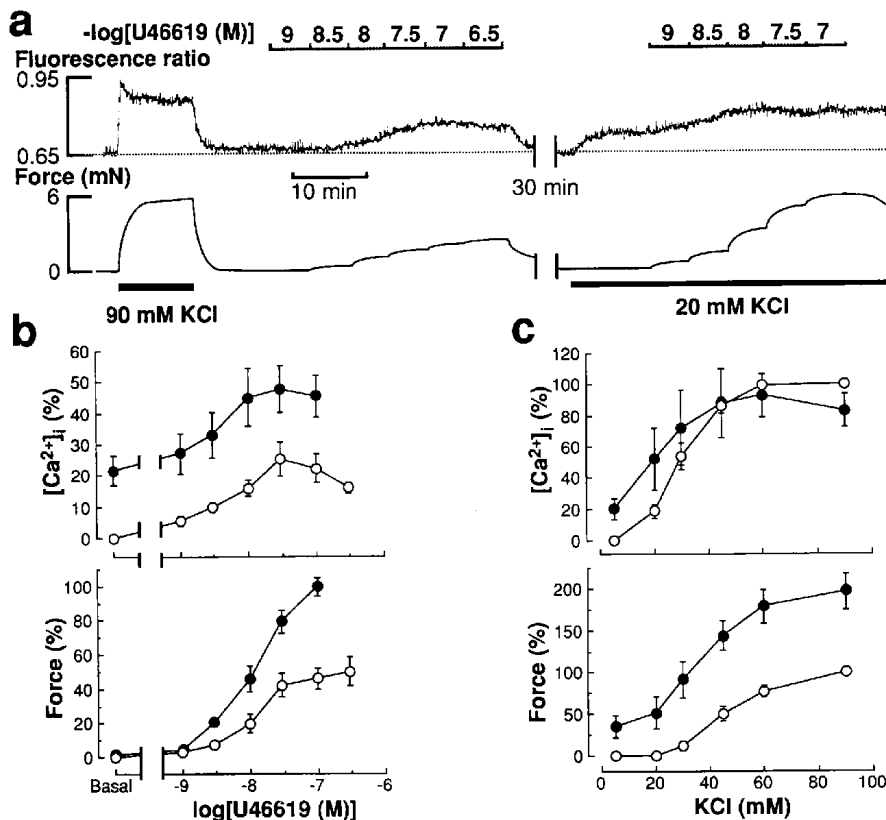 a
-log[U46619 (M)] 9 8.5 8 7.5 7 6.5 9 8.5 8 7.5 7
Fluorescence ratio
0.95
0.65
Force (mN)
10 min
30 min
6
0
90 mM KCl
20 mM KCl
b
60
50
40
30
20
10
0
[Ca2+]i (%)
100
80
60
40
20
0
Force (%)
Basal -9 -8 -7 -6
log[U46619 (M)]
c
120
100
80
60
40
20
0
[Ca2+]i (%)
200
150
100
50
0
Force (%)
0 20 40 60 80 100
KCl (mM)